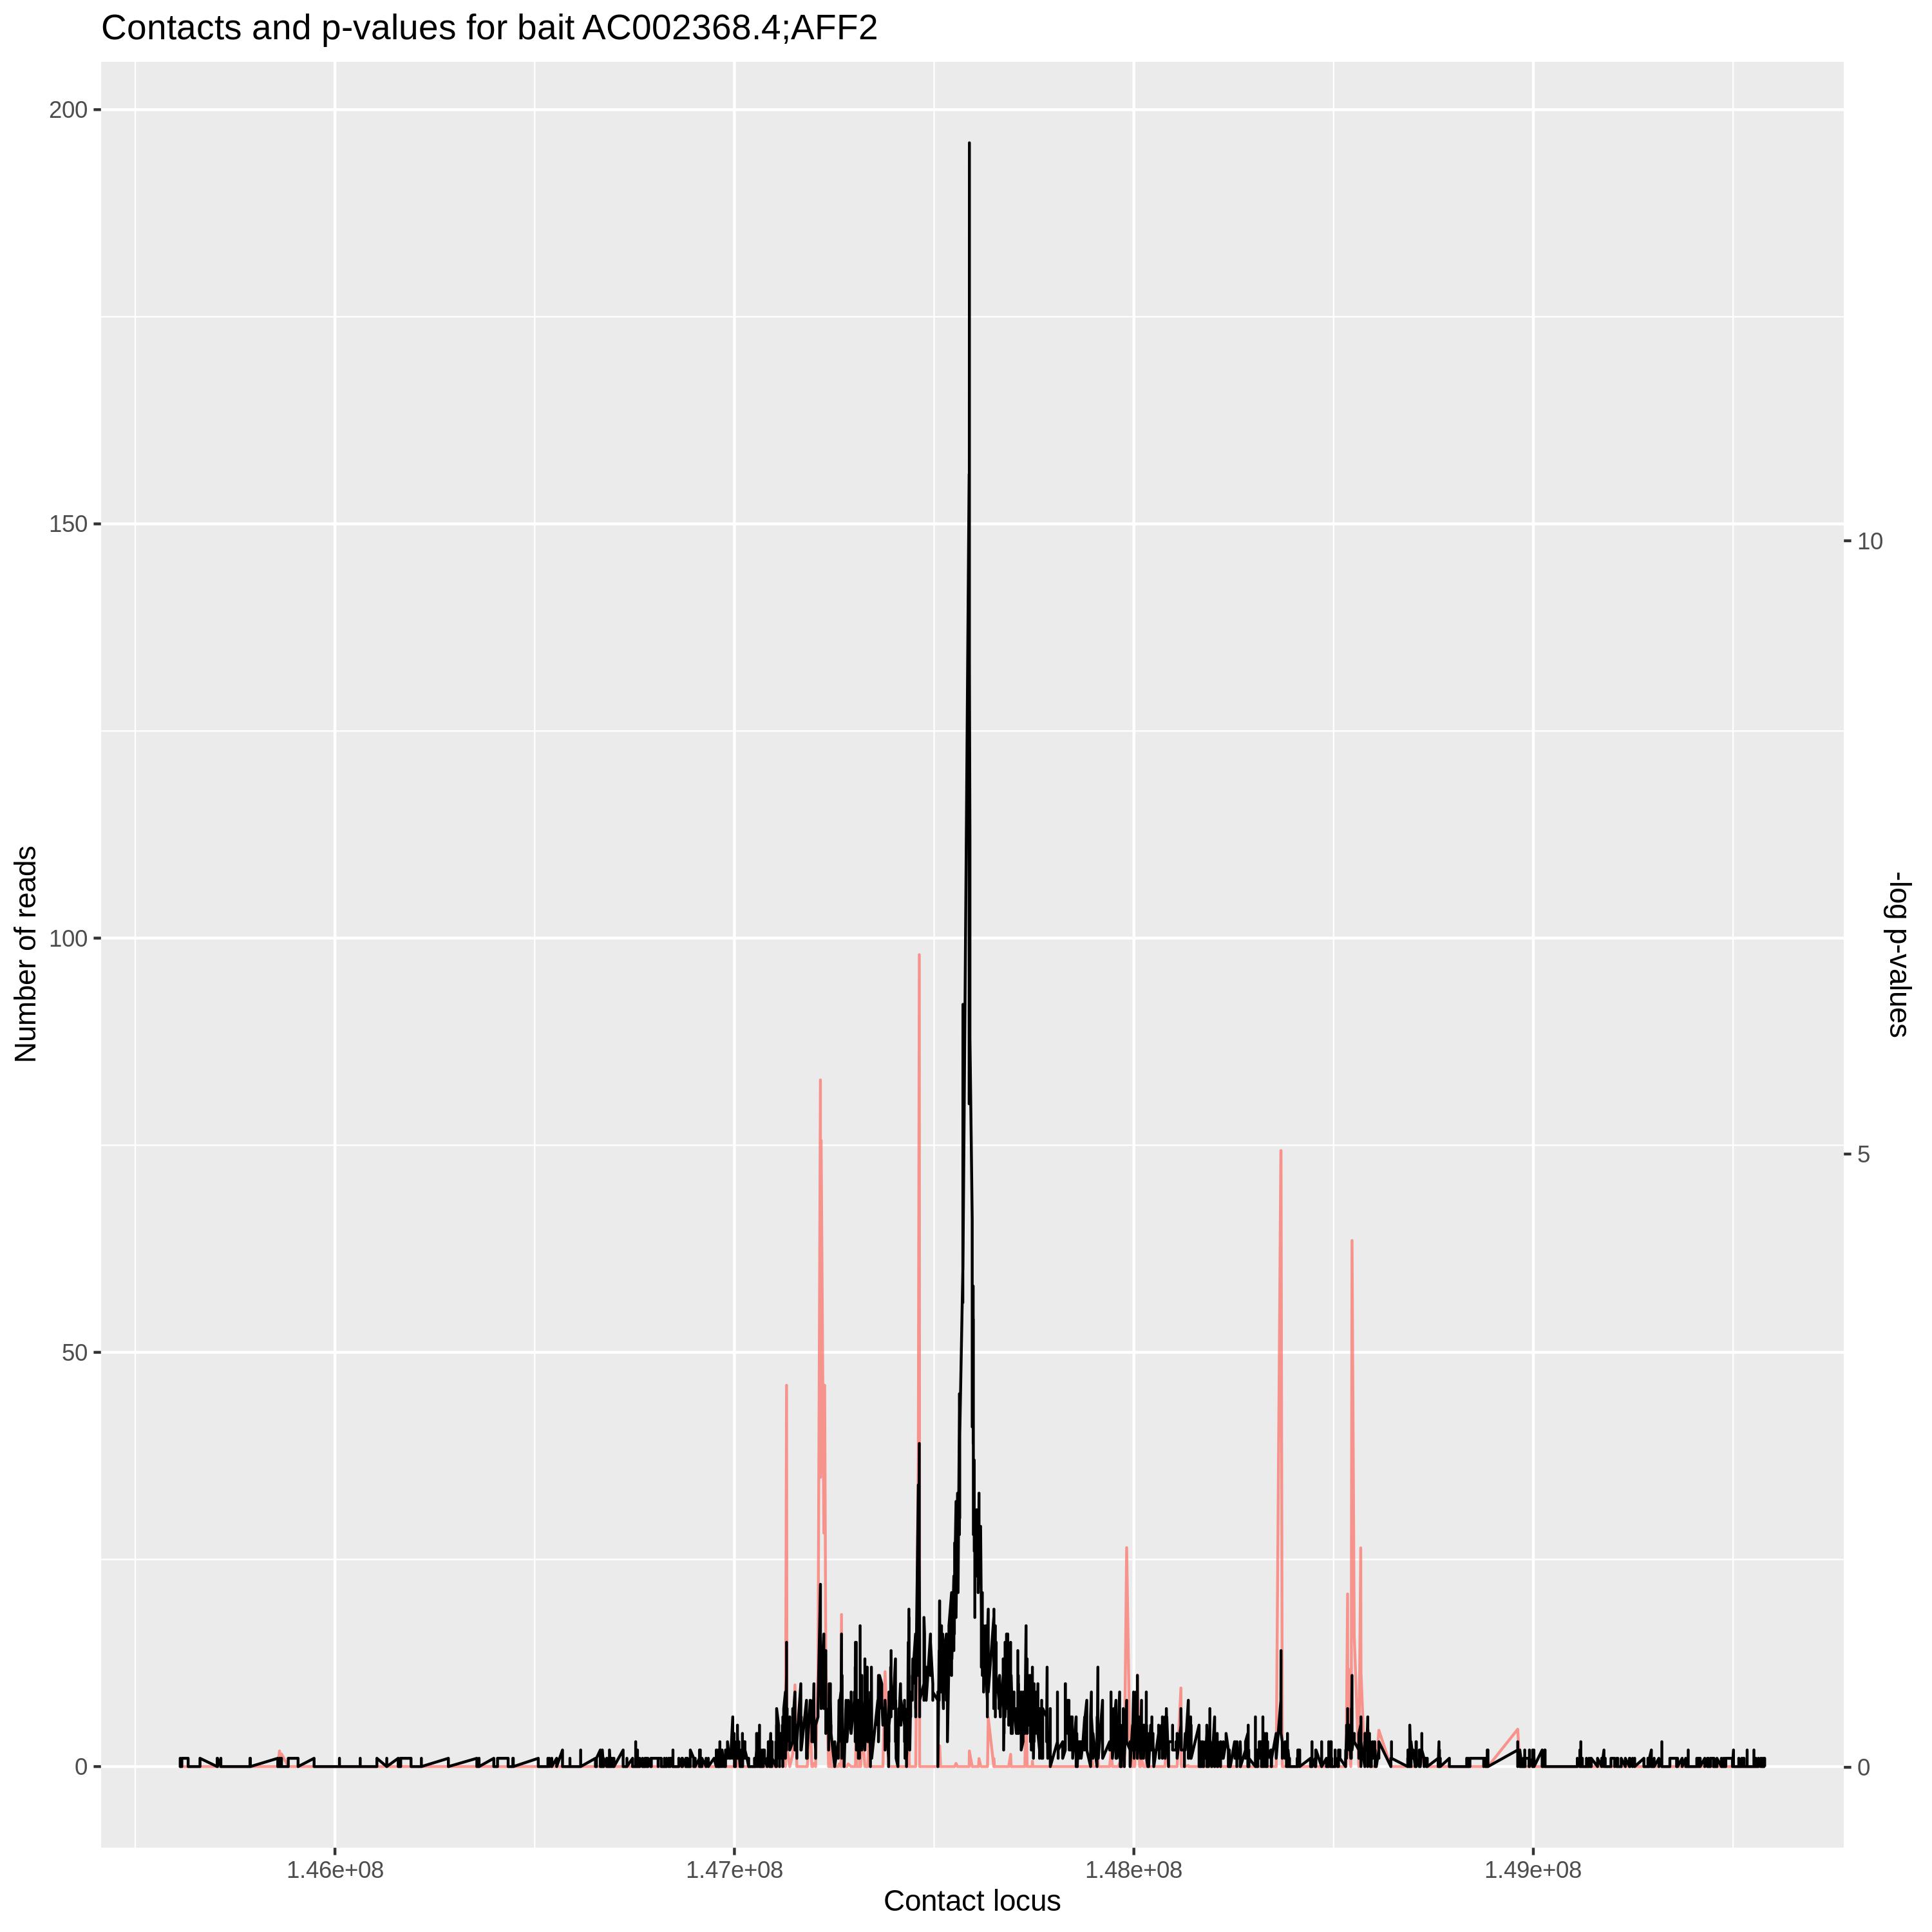 Contacts and p-values for bait AC002368.4;AFF2
200
150
100
50
0
Number of reads
10
5
0
-log p-values
1.46e+08
1.47e+08
1.48e+08
1.49e+08
Contact locus